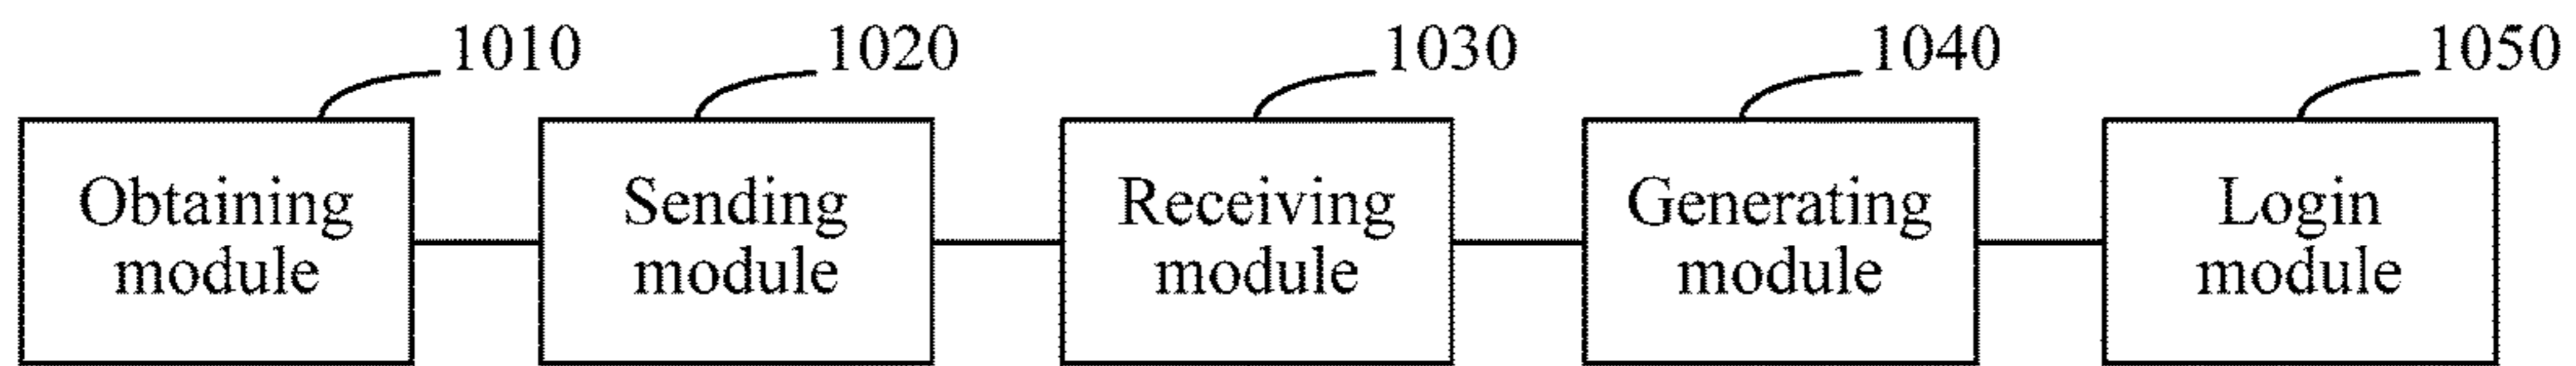 1010
1020
1030
1040
1050
Obtaining
module
Sending
module
Receiving
module
Generating
module
Login
module